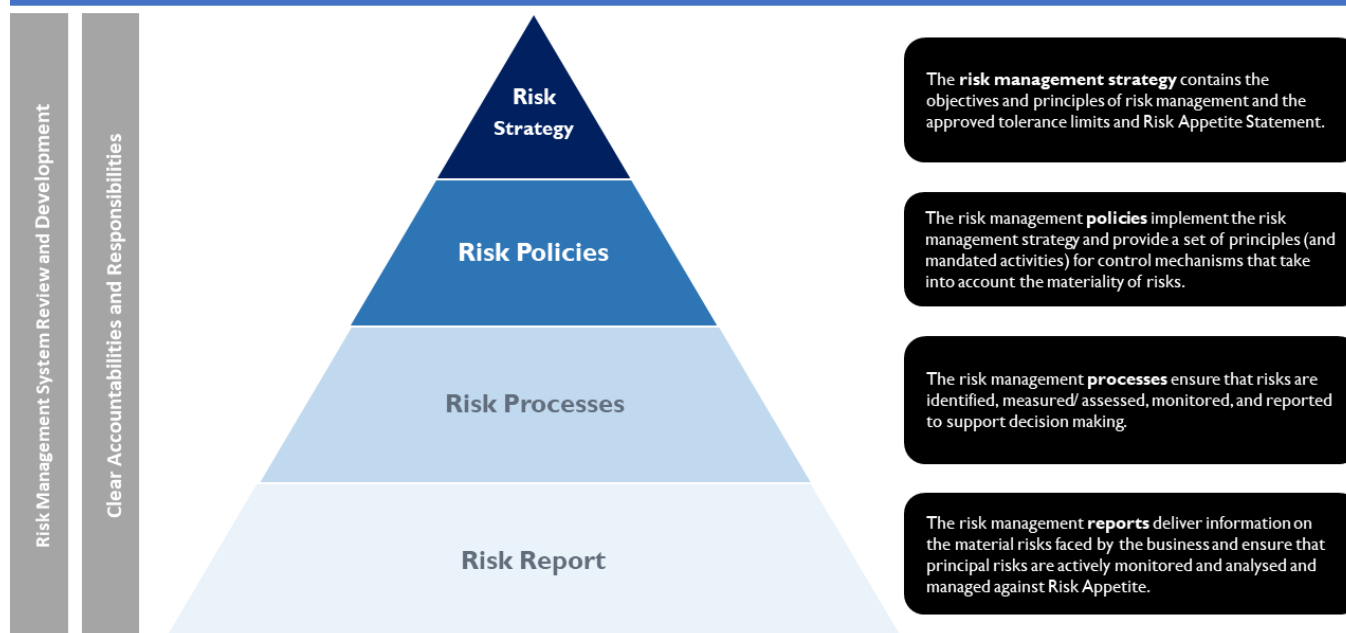 Risk Management System Review and Development
Clear Accountabilities and Responsibilities
Risk
Strategy
Risk Policies
Risk Processes
Risk Report
The risk management strategy contains the
objectives and principles of risk management and the
approved tolerance limits and Risk Appetite Statement.
The risk management policies implement the risk
management strategy and provide a set of principles (and
mandated activities) for control mechanisms that take
into account the materiality of risks.
The risk management processes ensure that risks are
identified, measured/ assessed, monitored, and reported
to support decision making.
The risk management reports deliver information on
the material risks faced by the business and ensure that
principal risks are actively monitored and analysed and
managed against Risk Appetite.